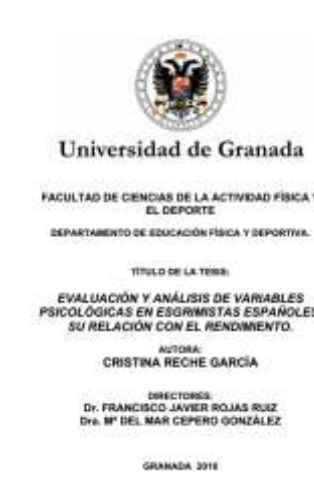 Universidad de Granada
FACULTAD DE CIENCIAS DE LA ACTIVIDAD FÍSICA Y
EL DEPORTE
DEPARTAMENTO DE EDUCACIÓN FÍSICA Y DEPORTIVA.
TÍTULO DE LA TESIS:
EVALUACIÓN Y ANÁLISIS DE VARIABLES
PSICOLÓGICAS EN ESGRIMISTAS ESPAÑOLES
SU RELACIÓN CON EL RENDIMIENTO.
AUTORA:
CRISTINA RECHE GARCÍA
DIRECTORES:
Dr. FRANCISCO JAVIER ROJAS RUIZ
Dra. Mª DEL MAR CEPERO GONZÁLEZ
GRANADA 2010